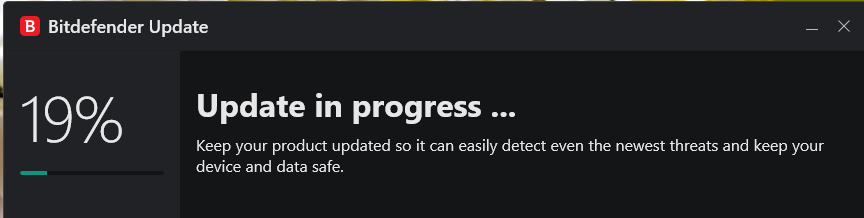 B Bitdefender Update
19%
Update in progress ...
Keep your product updated so it can easily detect even the newest threats and keep your
device and data safe.